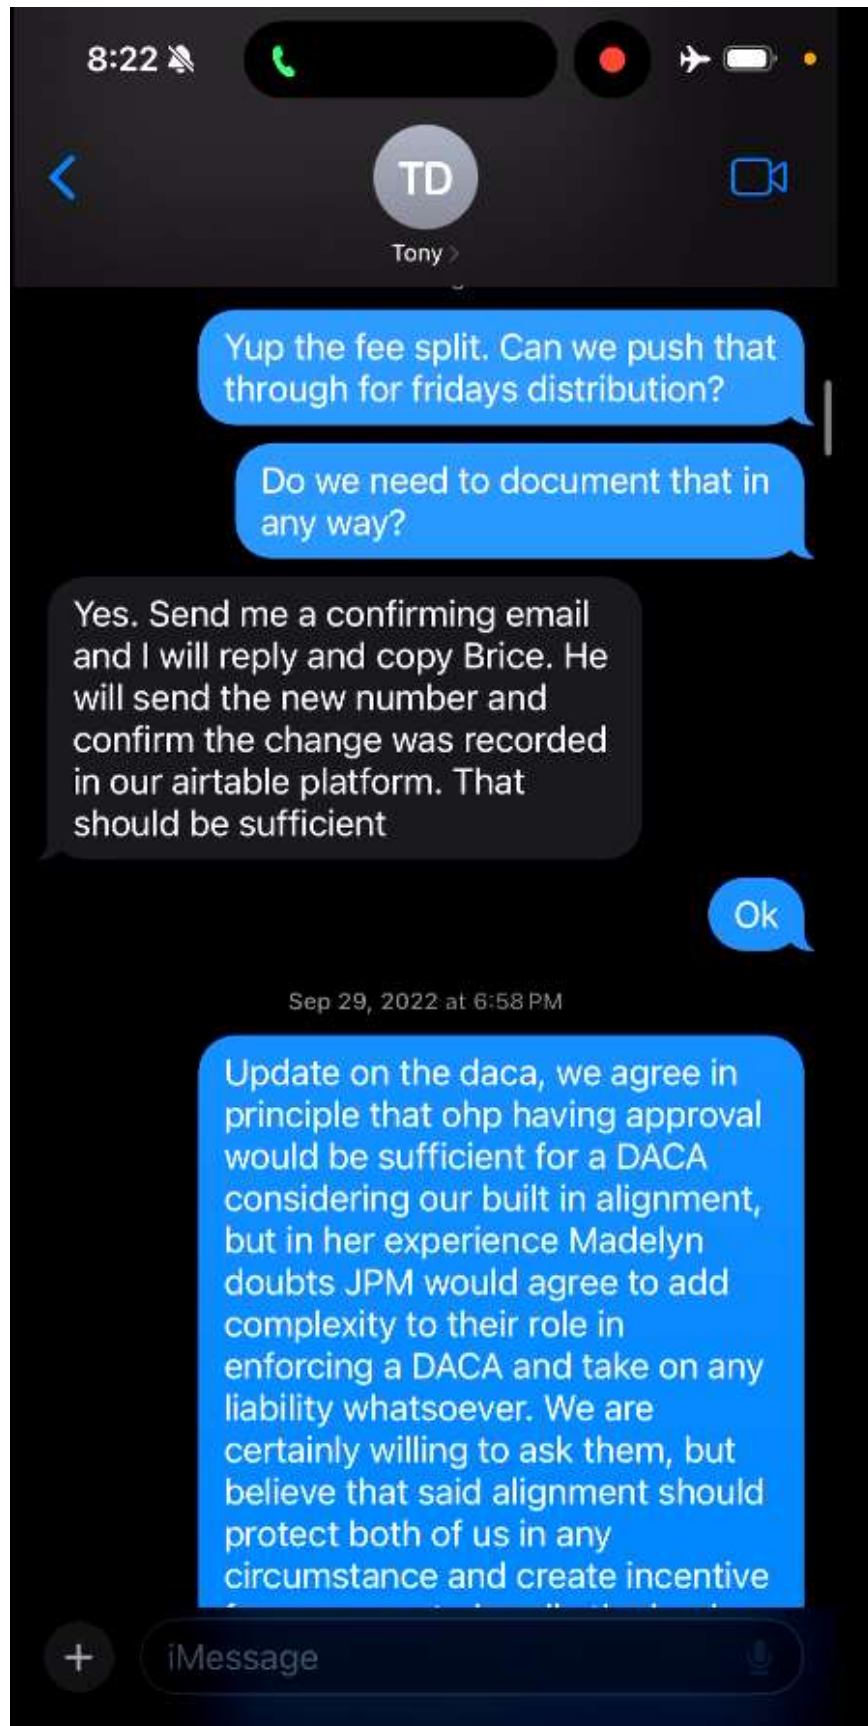 8:22
TD
Tony
Yup the fee split. Can we push that
through for fridays distribution?
Do we need to document that in
any way?
Yes. Send me a confirming email
and I will reply and copy Brice. He
will send the new number and
confirm the change was recorded
in our airtable platform. That
should be sufficient
Ok
Sep 29, 2022 at 6:58 PM
Update on the daca, we agree in
principle that ohp having approval
would be sufficient for a DACA
considering our built in alignment,
but in her experience Madelyn
doubts JPM would agree to add
complexity to their role in
enforcing a DACA and take on any
liability whatsoever. We are
certainly willing to ask them, but
believe that said alignment should
protect both of us in any
circumstance and create incentive
iMessage